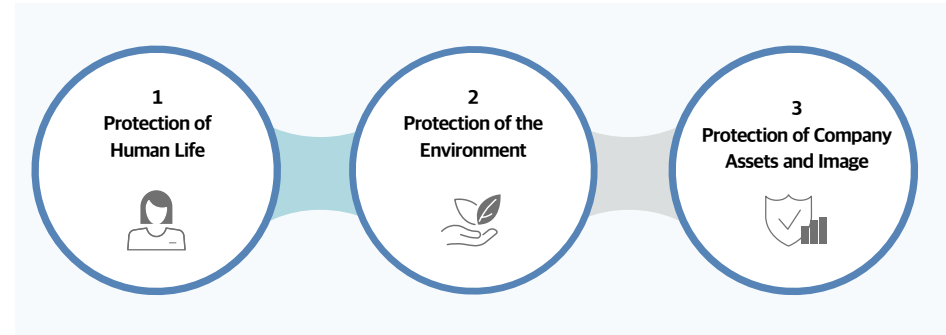 1
Protection of
Human Life
2
Protection of the
Environment
3
Protection of Company
Assets and Image